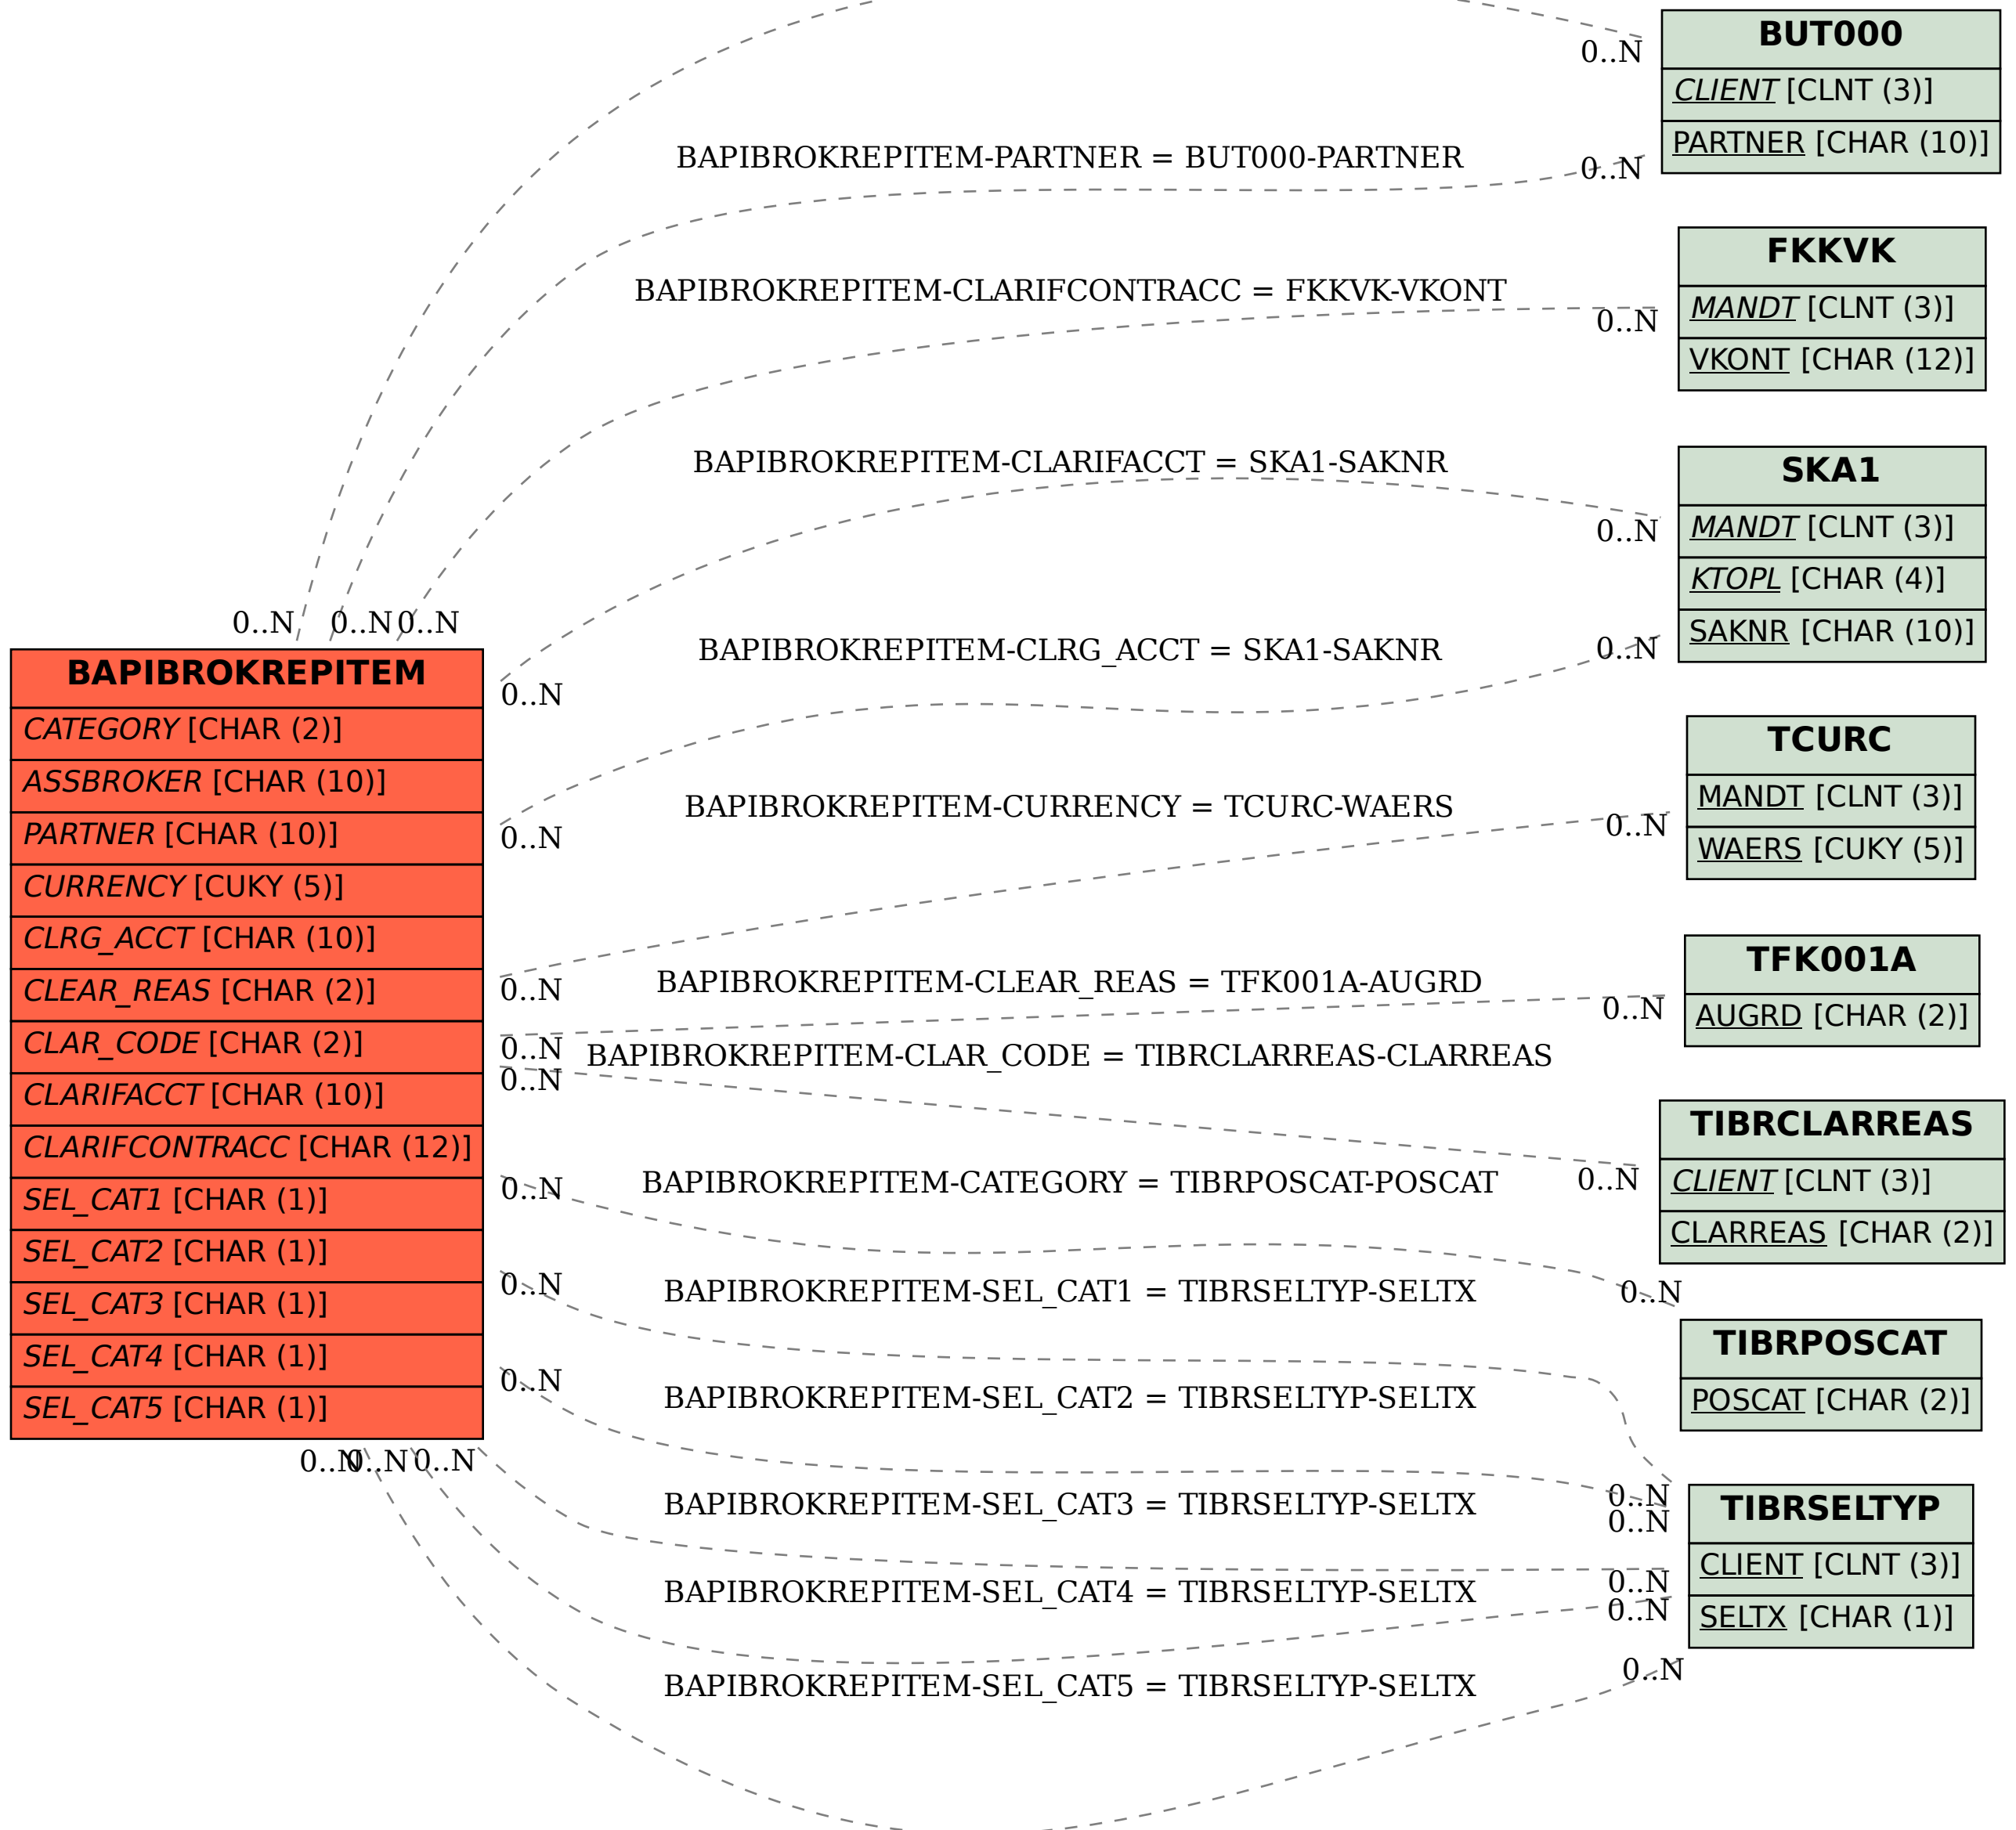 BAPIBROKREPITEM
CATEGORY [CHAR (2)]
ASSBROKER [CHAR (10)]
PARTNER [CHAR (10)]
CURRENCY [CUKY (5)]
CLRG_ACCT [CHAR (10)]
CLEAR_REAS [CHAR (2)]
CLAR_CODE [CHAR (2)]
CLARIFACCT [CHAR (10)]
CLARIFCONTRACC [CHAR (12)]
SEL_CAT1 [CHAR (1)]
SEL_CAT2 [CHAR (1)]
SEL_CAT3 [CHAR (1)]
SEL_CAT4 [CHAR (1)]
SEL_CAT5 [CHAR (1)]
0..N
0..N
0..N
0..N
0..N
0..N
0..N
0..N
0..N
0..N
0..N
0..N
0..N
0..N
BAPIBROKREPITEM-PARTNER = BUT000-PARTNER
BAPIBROKREPITEM-CLARIFCONTRACC = FKKVK-VKONT
BAPIBROKREPITEM-CLARIFACCT = SKA1-SAKNR
BAPIBROKREPITEM-CLRG_ACCT = SKA1-SAKNR
BAPIBROKREPITEM-CURRENCY = TCURC-WAERS
BAPIBROKREPITEM-CLEAR_REAS = TFK001A-AUGRD
BAPIBROKREPITEM-CLAR_CODE = TIBRCLARREAS-CLARREAS
BAPIBROKREPITEM-CATEGORY = TIBRPOSCAT-POSCAT
BAPIBROKREPITEM-SEL_CAT1 = TIBRSELTYP-SELTX
BAPIBROKREPITEM-SEL_CAT2 = TIBRSELTYP-SELTX
BAPIBROKREPITEM-SEL_CAT3 = TIBRSELTYP-SELTX
BAPIBROKREPITEM-SEL_CAT4 = TIBRSELTYP-SELTX
BAPIBROKREPITEM-SEL_CAT5 = TIBRSELTYP-SELTX
0..N
0..N
0..N
0..N
0..N
0..N
0..N
0..N
0..N
0..N
0..N
0..N
0..N
0..N
BUT000
CLIENT [CLNT (3)]
PARTNER [CHAR (10)]
FKKVK
MANDT [CLNT (3)]
VKONT [CHAR (12)]
SKA1
MANDT [CLNT (3)]
KTOPL [CHAR (4)]
SAKNR [CHAR (10)]
TCURC
MANDT [CLNT (3)]
WAERS [CUKY (5)]
TFK001A
AUGRD [CHAR (2)]
TIBRCLARREAS
CLIENT [CLNT (3)]
CLARREAS [CHAR (2)]
TIBRPOSCAT
POSCAT [CHAR (2)]
TIBRSELTYP
CLIENT [CLNT (3)]
SELTX [CHAR (1)]